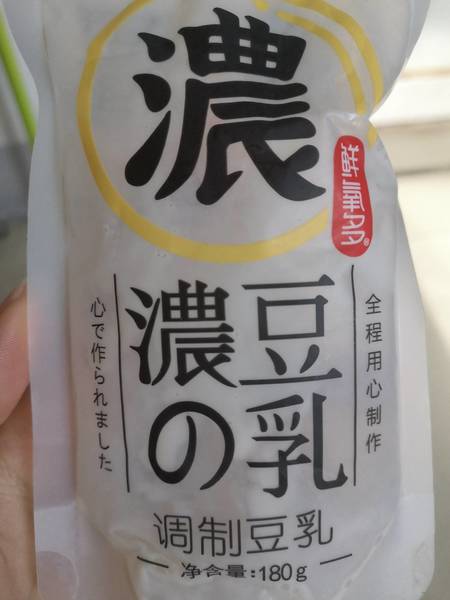 濃
心で作られました
濃の
豆乳
全程用心制作
调制豆乳
净含量:180g